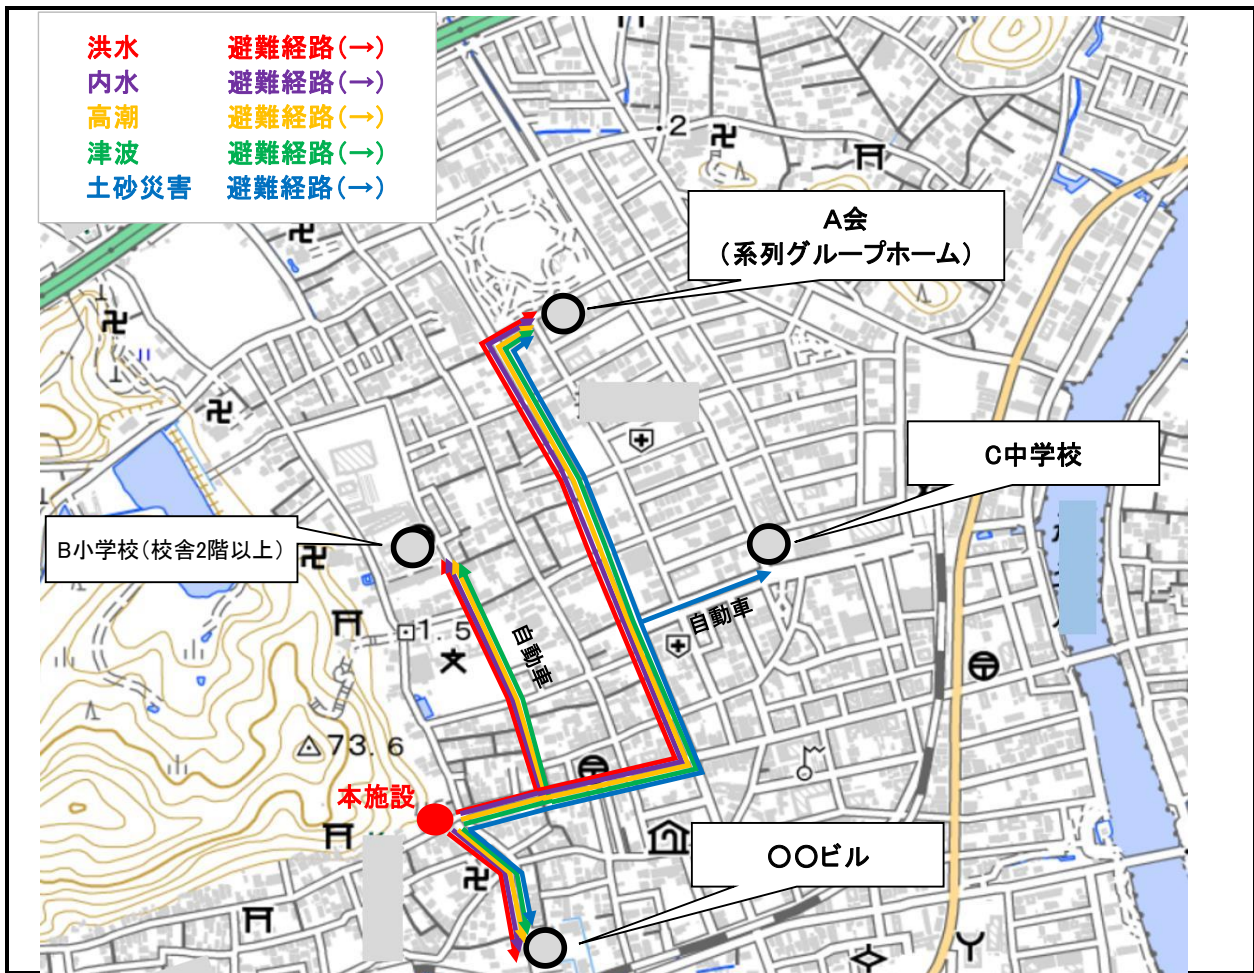 洪水 避難経路(→)
内水 避難経路(→)
高潮 避難経路(→)
津波 避難経路(→)
土砂災害 避難経路(→)
・2
A会
(系列グループホーム)
C中学校
B小学校(校舎2階以上)
1.5
自動車
自動車
73.6
本施設
〇〇ビル